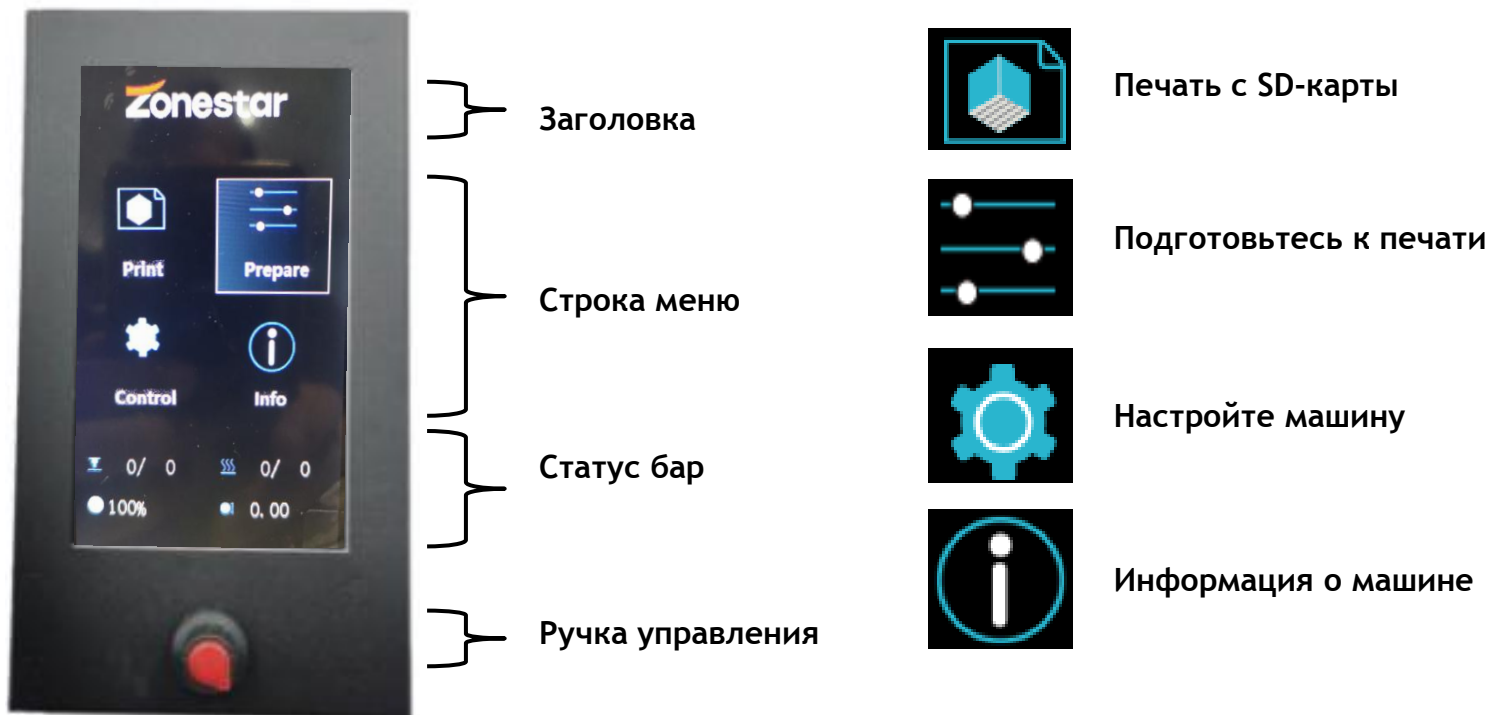 Zonestar
Print
Prepare
Control
Info
0/ 0
0/ 0
100%
0.00
Заголовка
Строка меню
Статус бар
Ручка управления
Печать с SD-карты
Подготовьтесь к печати
Настройте машину
Информация о машине